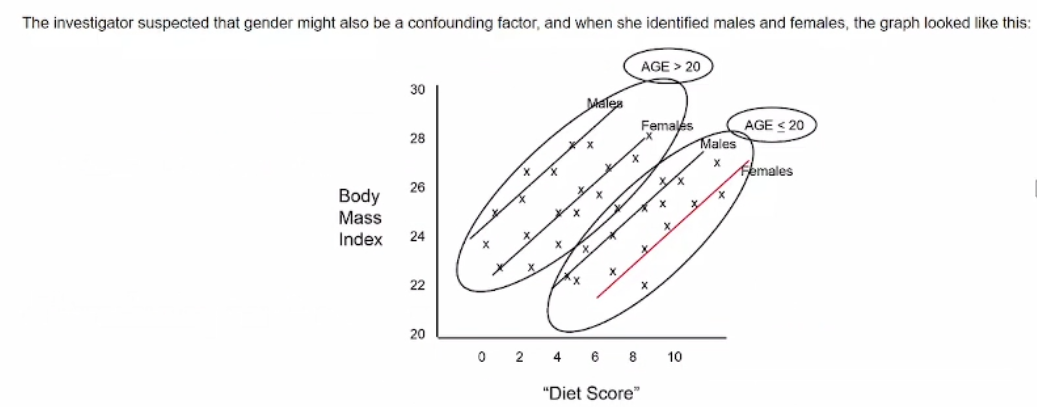 The investigator suspected that gender might also be a confounding factor, and when she identified males and females, the graph looked like this:
AGE > 20
30
Males
Females
AGE ≤ 20
28
Males
Females
Body
Mass
Index
26
24
22
20
0 2 4 6 8 10
"Diet Score"